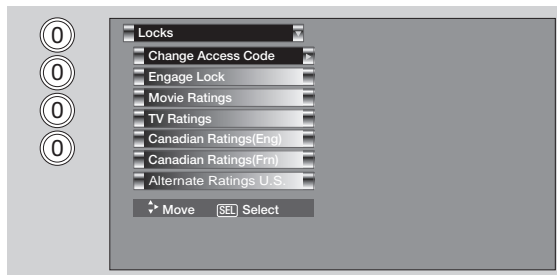 0
0
0
0
Locks
Change Access Code
Engage Lock
Movie Ratings
TV Ratings
Canadian Ratings(Eng)
Canadian Ratings(Frn)
Alternate Ratings U.S.
Move SEL Select